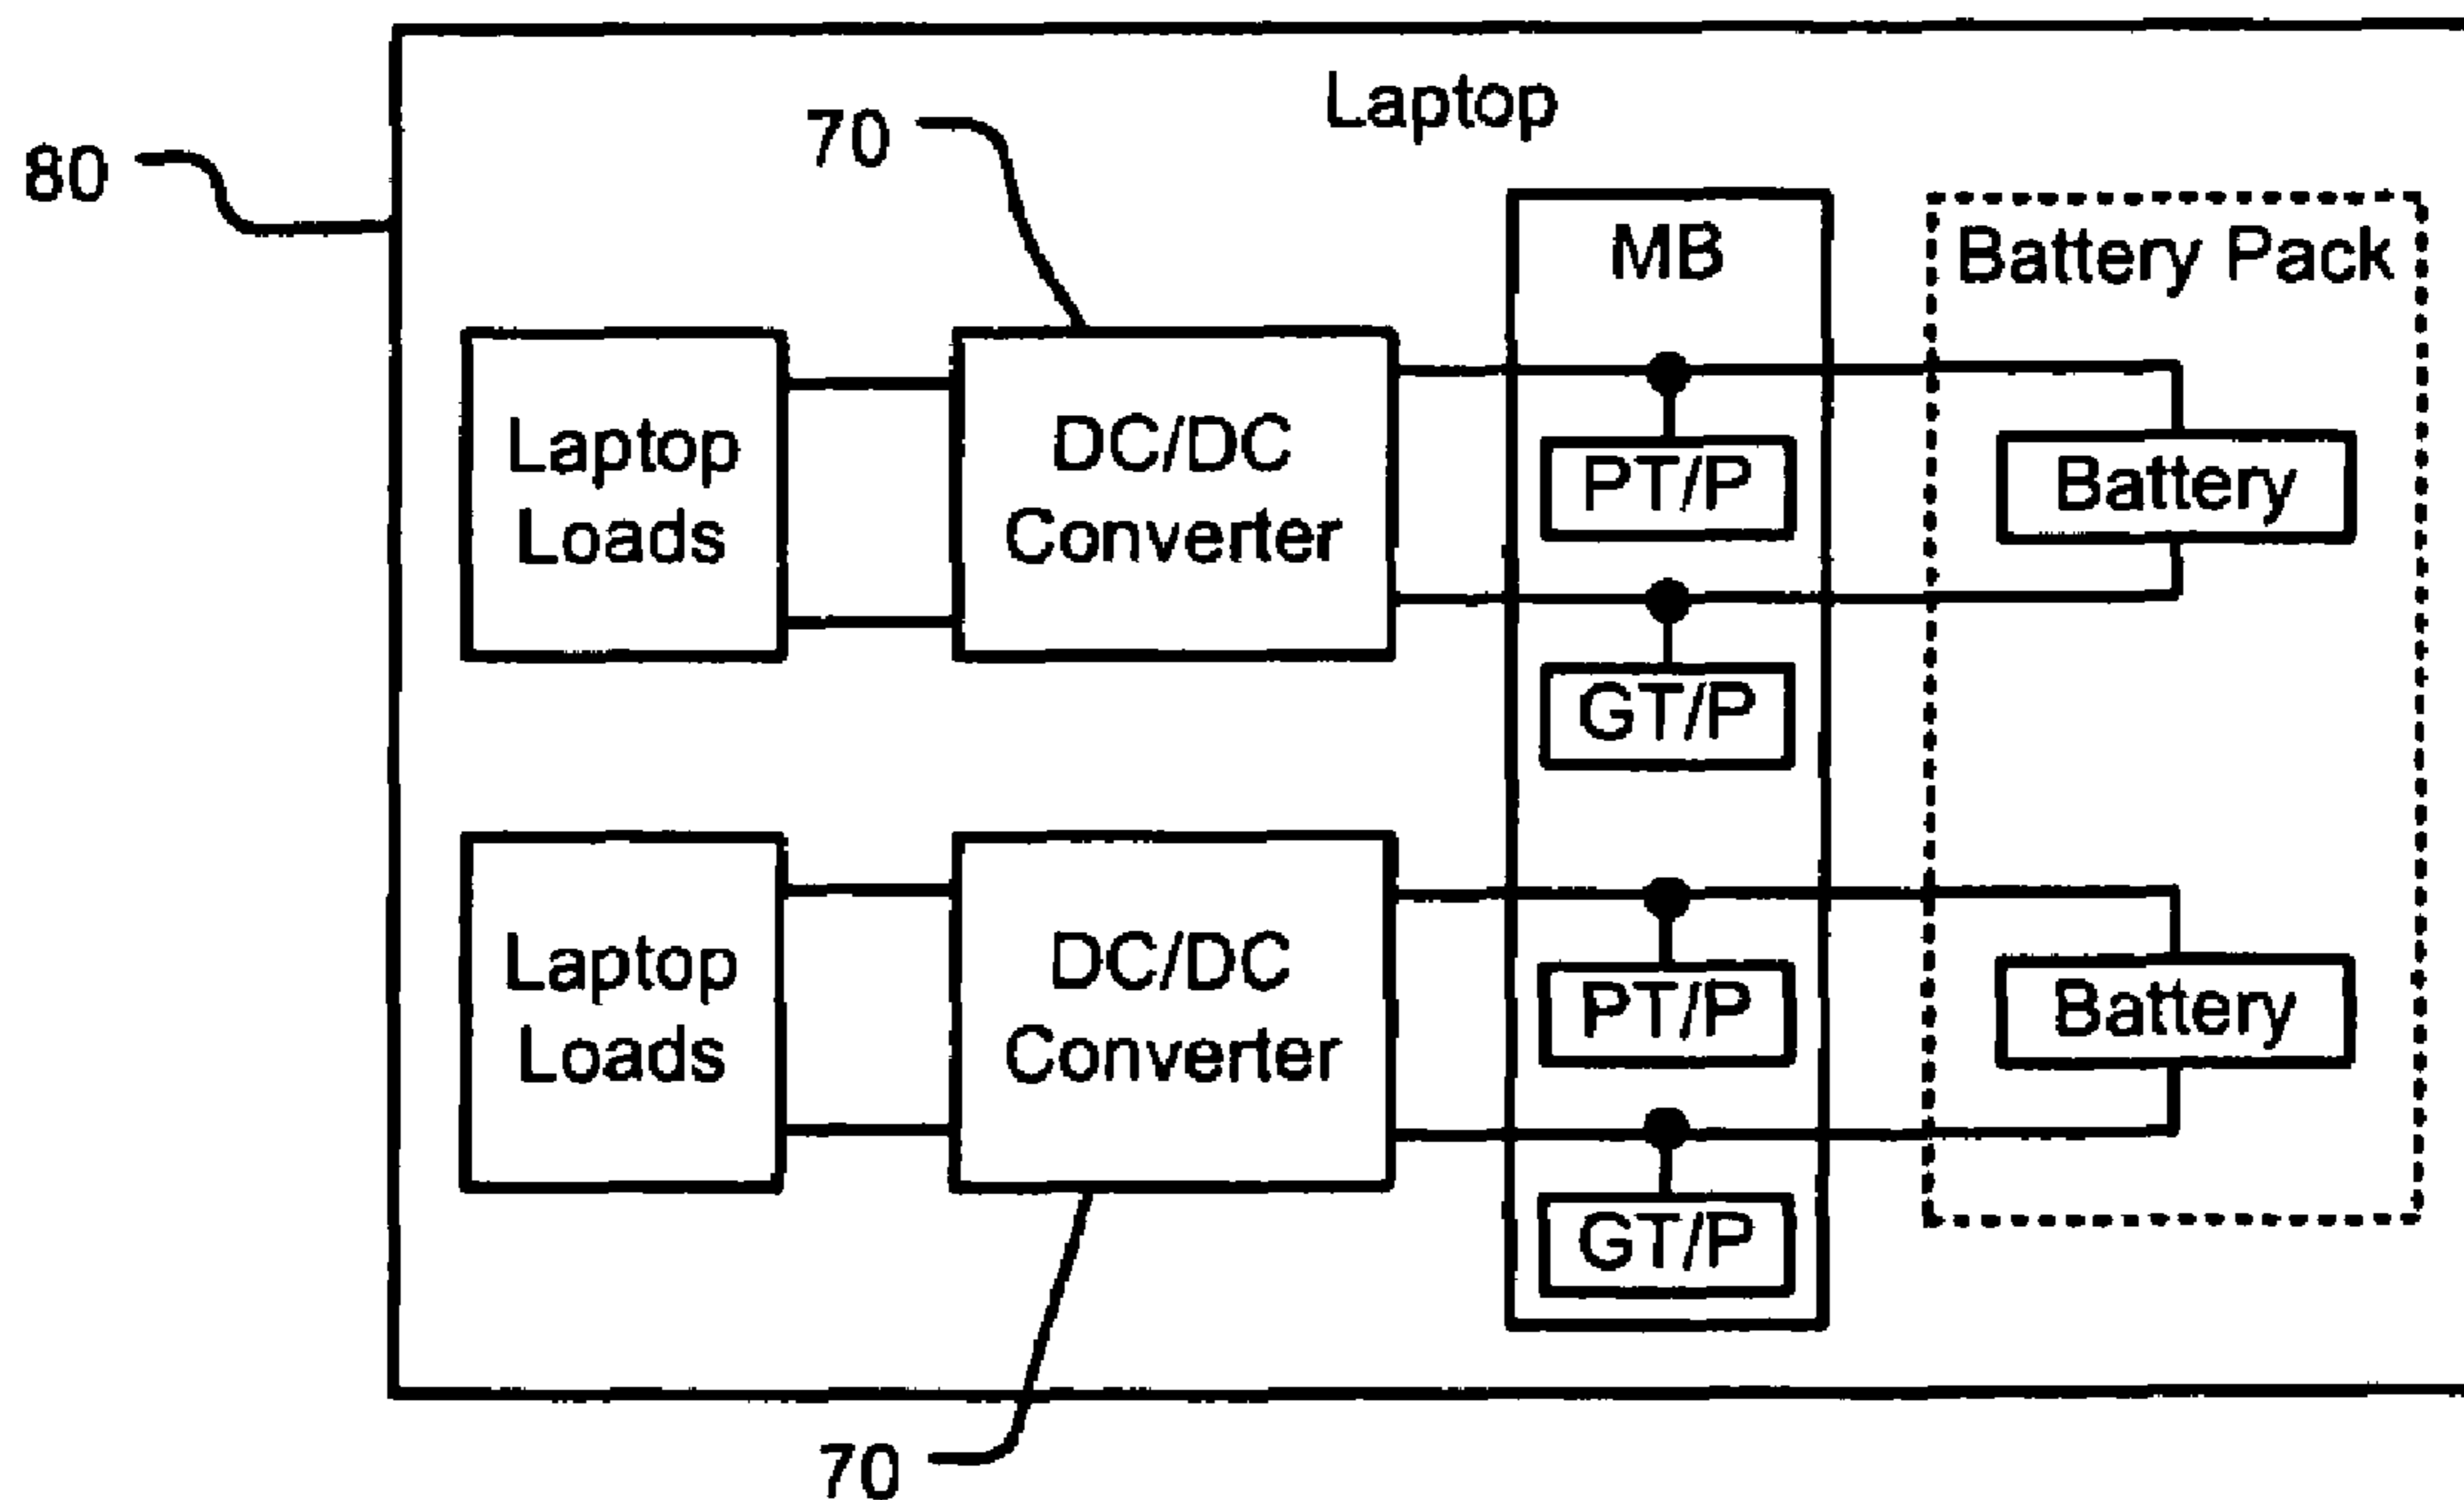 Laptop
70
80
MB
Battery Pack
Laptop
Loads
DC/DC
Converter
PT/P
Battery
GT/P
Laptop
Loads
DC/DC
Converter
PT/P
Battery
GT/P
70